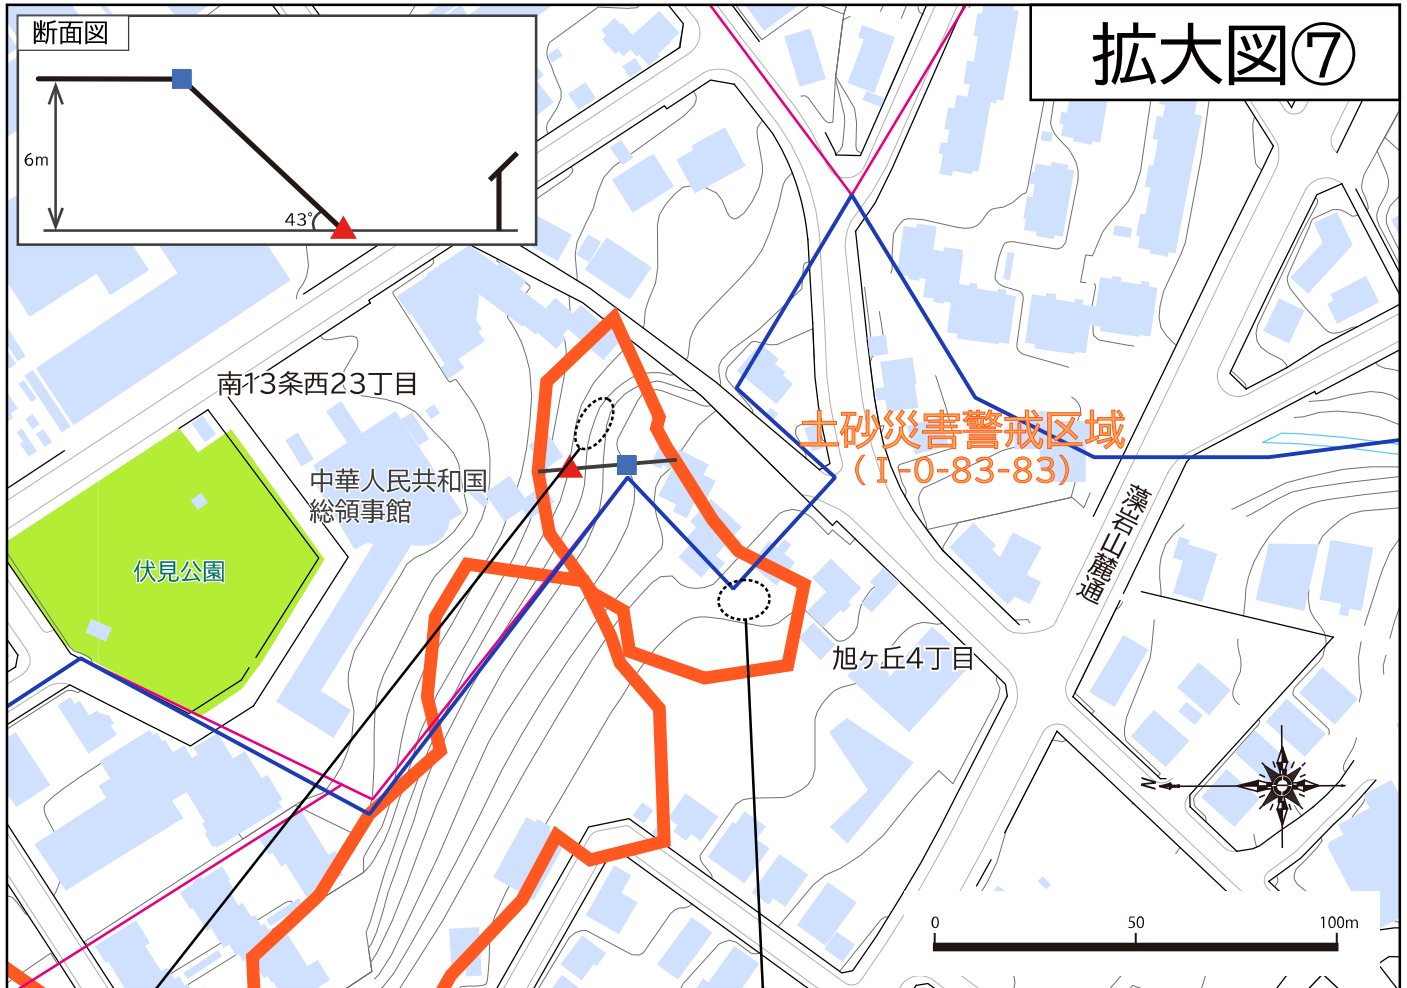 断面図
6m
43°
拡大図⑦
南13条西23丁目
中華人民共和国
総領事館
伏見公園
土砂災害警戒区域
(Ⅰ-0-83-83)
藻岩山麓通
旭ヶ丘4丁目
N
0 50 100m